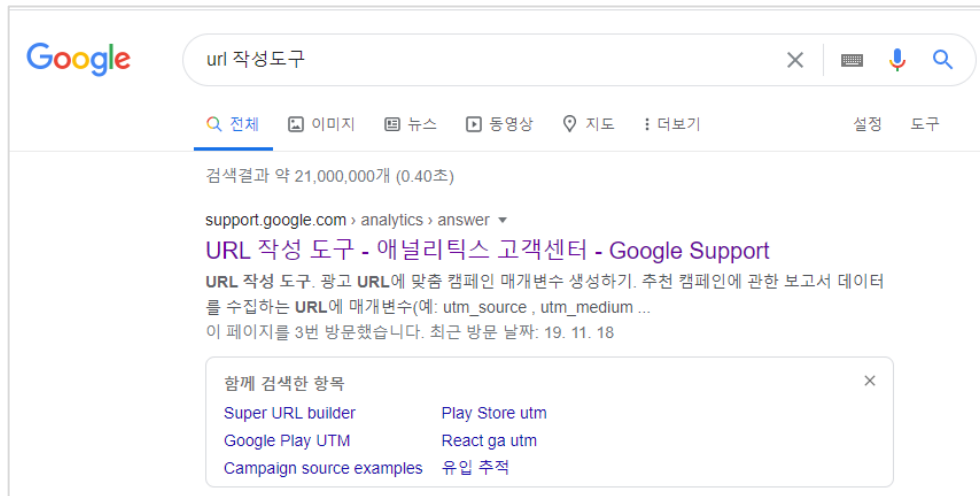 Google
url 작성도구
전체 이미지 뉴스 동영상 지도 더보기 설정 도구
검색결과 약 21,000,000개 (0.40초)
support.google.com › analytics › answer
URL 작성 도구 - 애널리틱스 고객센터 - Google Support
URL 작성 도구. 광고 URL에 맞춤 캠페인 매개변수 생성하기. 추천 캠페인에 관한 보고서 데이터
를 수집하는 URL에 매개변수(예: utm_source , utm_medium ...
이 페이지를 3번 방문했습니다. 최근 방문 날짜: 19. 11. 18
함께 검색한 항목
Super URL builder Play Store utm
Google Play UTM React ga utm
Campaign source examples 유입 추적